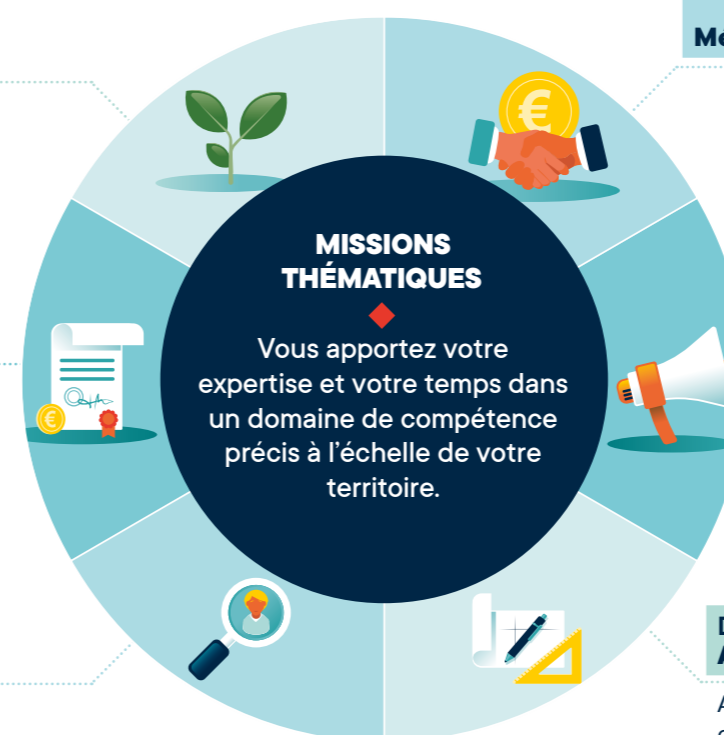 MISSIONS
THÉMATIQUES
Vous apportez votre
expertise et votre temps dans
un domaine de compétence
précis à l'échelle de votre
territoire.